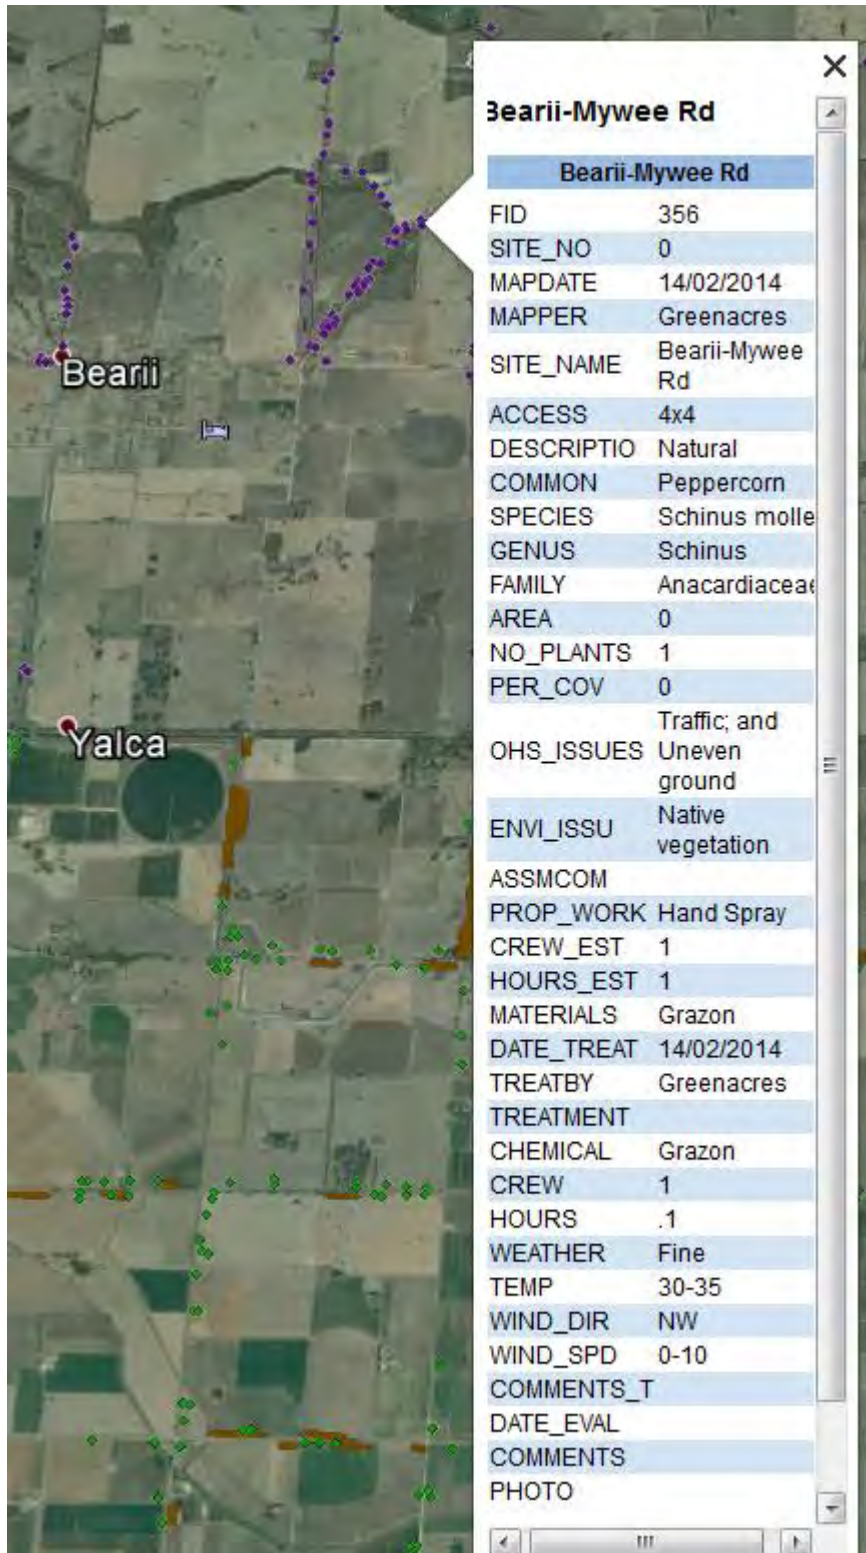 Bearii-Mywee Rd
Bearii-Mywee Rd
FID 356
SITE_NO 0
MAPDATE 14/02/2014
MAPPER Greenacres
SITE_NAME Bearii-Mywee
Rd
ACCESS 4x4
DESCRIPTIO Natural
COMMON Peppercorn
SPECIES Schinus molle
GENUS Schinus
FAMILY Anacardiaceae
AREA 0
NO_PLANTS 1
PER_COV 0
OHS_ISSUES Traffic; and
Uneven
ground
ENVI_ISSU Native
vegetation
ASSMCOM
PROP_WORK Hand Spray
CREW_EST 1
HOURS_EST 1
MATERIALS Grazon
DATE_TREAT 14/02/2014
TREATBY Greenacres
TREATMENT
CHEMICAL Grazon
CREW 1
HOURS .1
WEATHER Fine
TEMP 30-35
WIND_DIR NW
WIND_SPD 0-10
COMMENTS_T
DATE_EVAL
COMMENTS
PHOTO
Bearii
Yalca